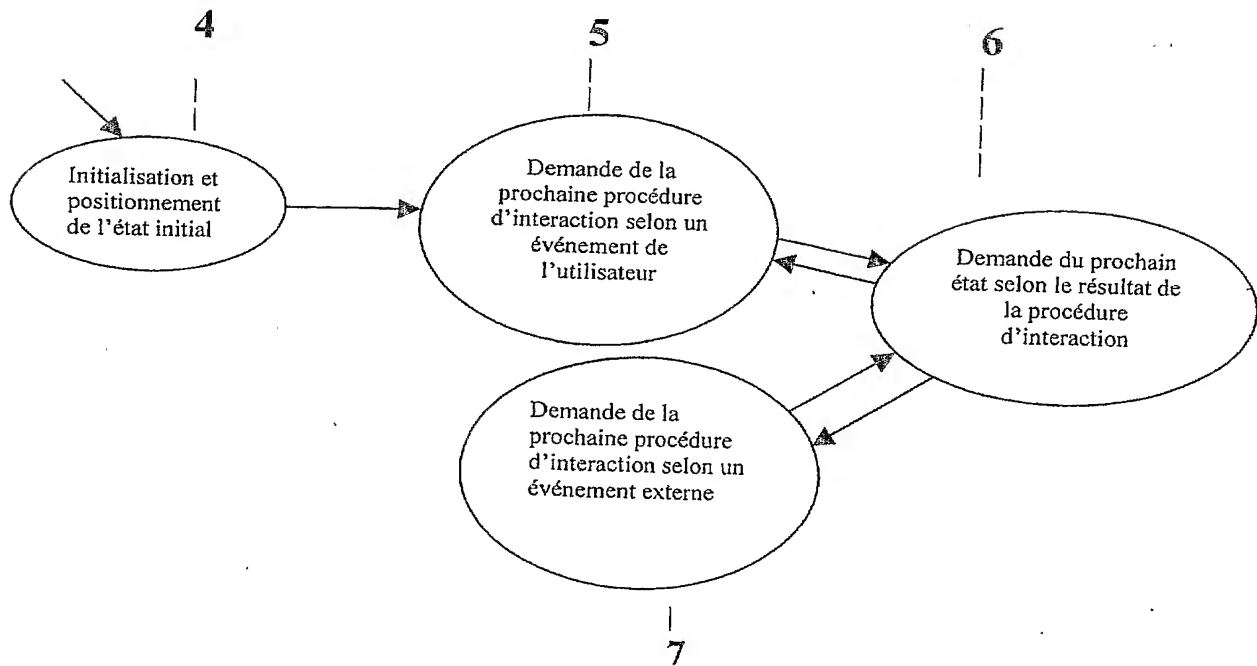 4
5
6
Initialisation et
positionnement
de l'état initial
Demande de la
prochaine procédure
d'interaction selon un
événement de
l'utilisateur
Demande du prochain
état selon le résultat de
la procédure
d'interaction
Demande de la
prochaine procédure
d'interaction selon un
événement externe
7